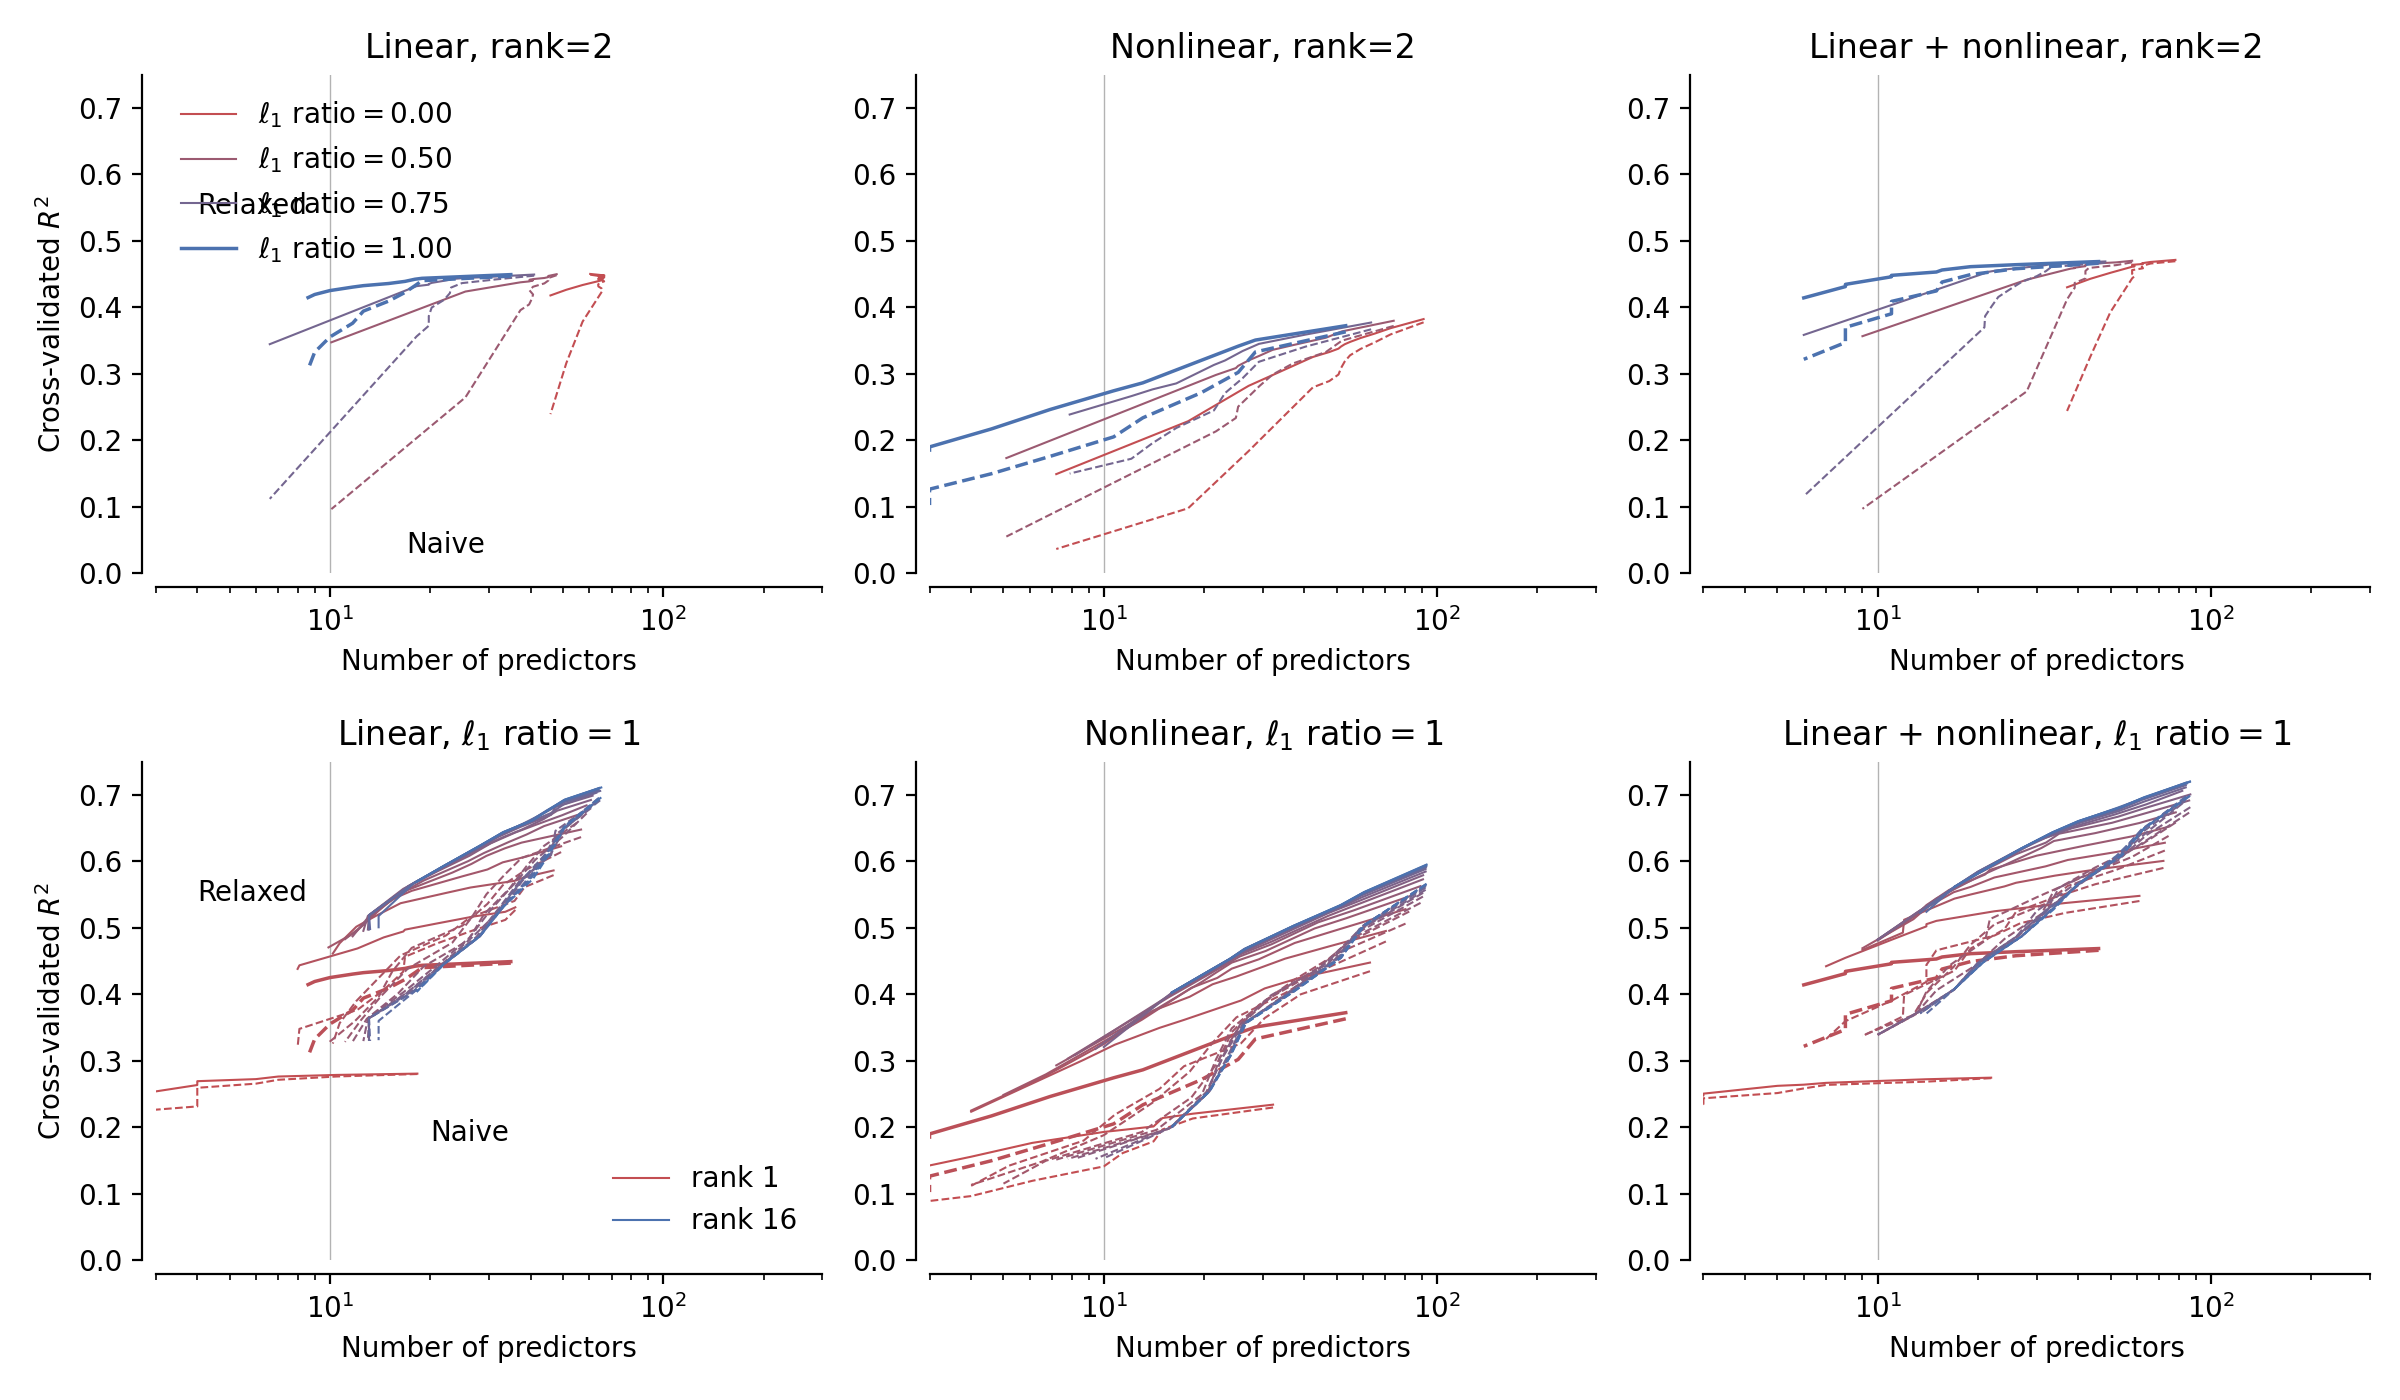 Linear, rank=2
Cross-validated R²
0.7
0.6
0.5
0.4
0.3
0.2
0.1
0.0
ℓ₁ ratio = 0.00
ℓ₁ ratio = 0.50
ℓ₁ ratio = 0.75
ℓ₁ ratio = 1.00
Relaxed
Naive
10¹ 10²
Number of predictors
Nonlinear, rank=2
0.7
0.6
0.5
0.4
0.3
0.2
0.1
0.0
10¹ 10²
Number of predictors
Linear + nonlinear, rank=2
0.7
0.6
0.5
0.4
0.3
0.2
0.1
0.0
10¹ 10²
Number of predictors
Linear, ℓ₁ ratio = 1
Cross-validated R²
0.7
0.6
0.5
0.4
0.3
0.2
0.1
0.0
Relaxed
Naive
rank 1
rank 16
10¹ 10²
Number of predictors
Nonlinear, ℓ₁ ratio = 1
0.7
0.6
0.5
0.4
0.3
0.2
0.1
0.0
10¹ 10²
Number of predictors
Linear + nonlinear, ℓ₁ ratio = 1
0.7
0.6
0.5
0.4
0.3
0.2
0.1
0.0
10¹ 10²
Number of predictors